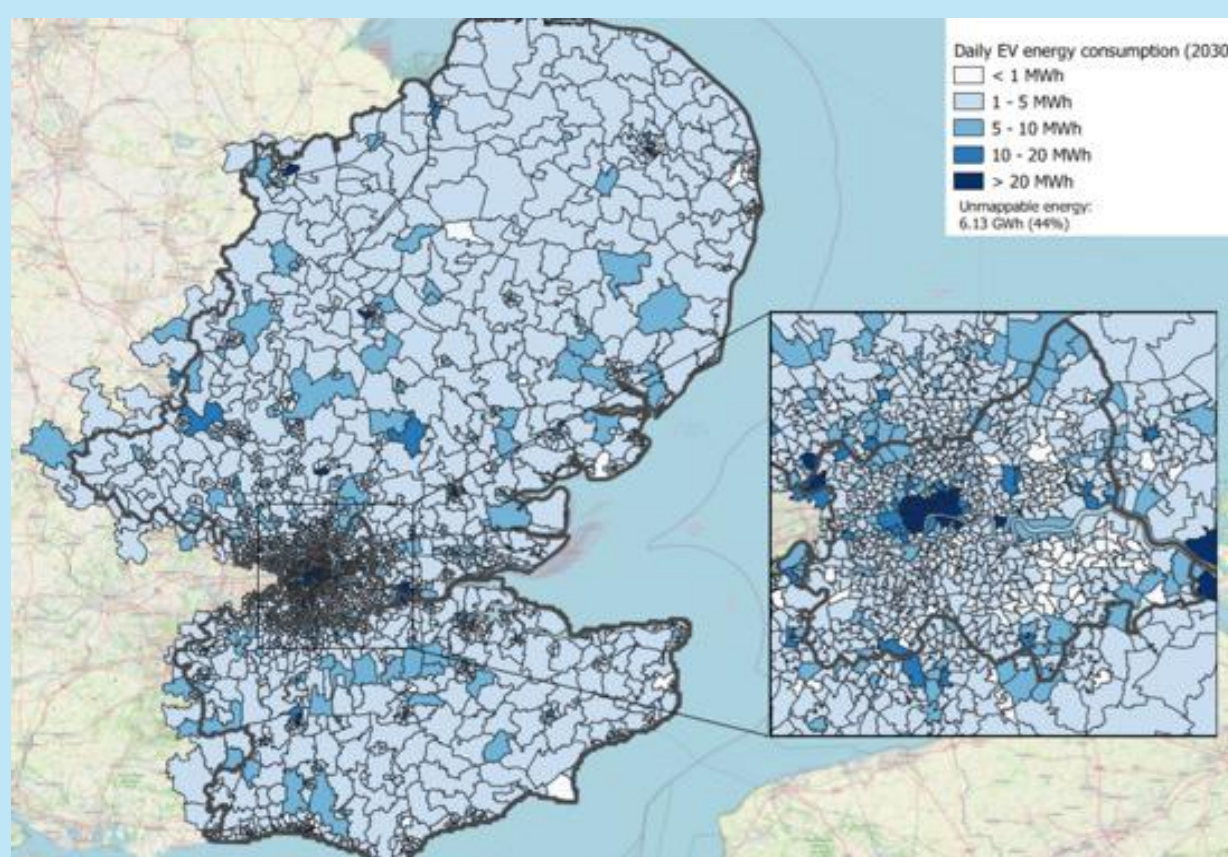 Daily EV energy consumption (2030
< 1 MWh
1 - 5 MWh
5 - 10 MWh
10 - 20 MWh
> 20 MWh
Unmappable energy:
6.13 GWh (44%)